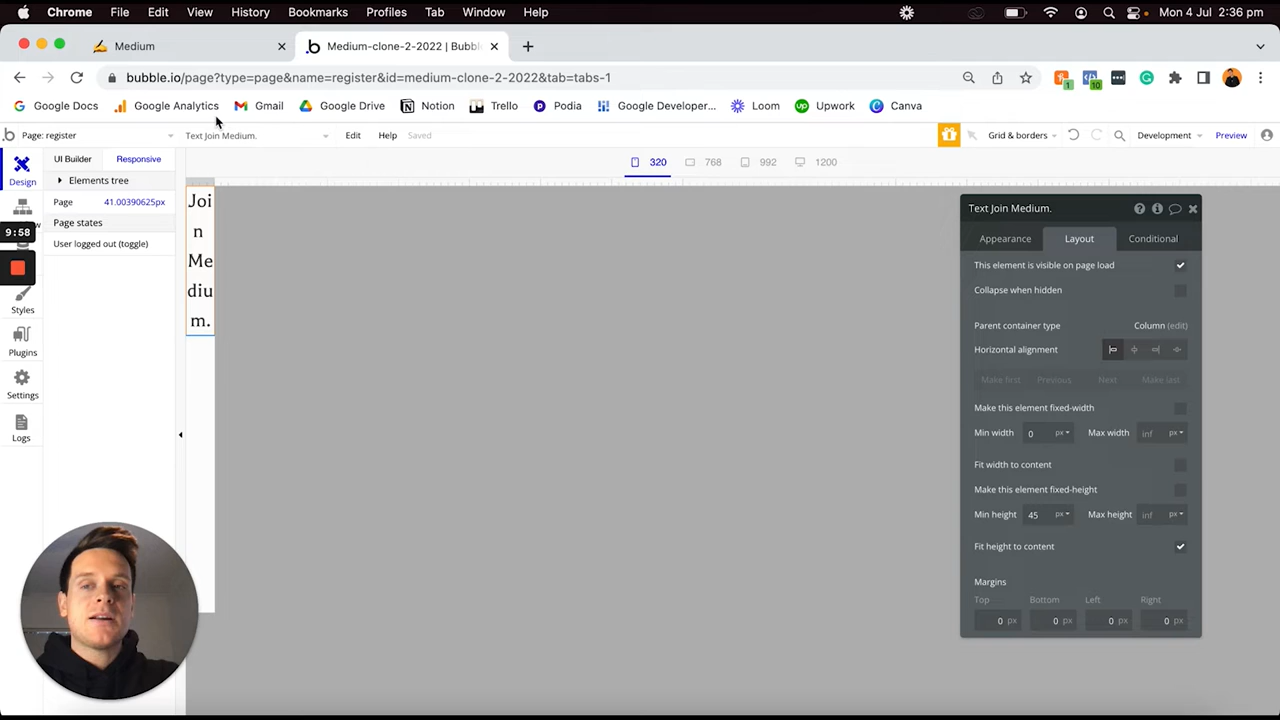 Chrome File Edit View History Bookmarks Profiles Tab Window Help Mon 4 Jul 2:36 pm
Medium
Medium-clone-2-2022 | Bubbl
bubble.io/page?type=page&name=register&id=medium-clone-2-2022&tab=tabs-1
1 10
Google Docs Google Analytics Gmail Google Drive Notion Trello Podia Google Developer... Loom Upwork Canva
Page: register Text Join Medium. Edit Help Saved Grid & borders Development Preview
Design
UI Builder Responsive
320 768 992 1200
Elements tree
Page 41.00390625px
Page states
User logged out (toggle)
9:58
Styles
Plugins
Settings
Logs
Joi
n
Me
diu
m.
Text Join Medium.
Appearance Layout Conditional
This element is visible on page load
Collapse when hidden
Parent container type Column (edit)
Horizontal alignment
Make first Previous Next Make last
Make this element fixed-width
Min width 0 px Max width inf px
Fit width to content
Make this element fixed-height
Min height 45 px Max height inf px
Fit height to content
Margins
Top Bottom Left Right
0 px 0 px 0 px 0 px